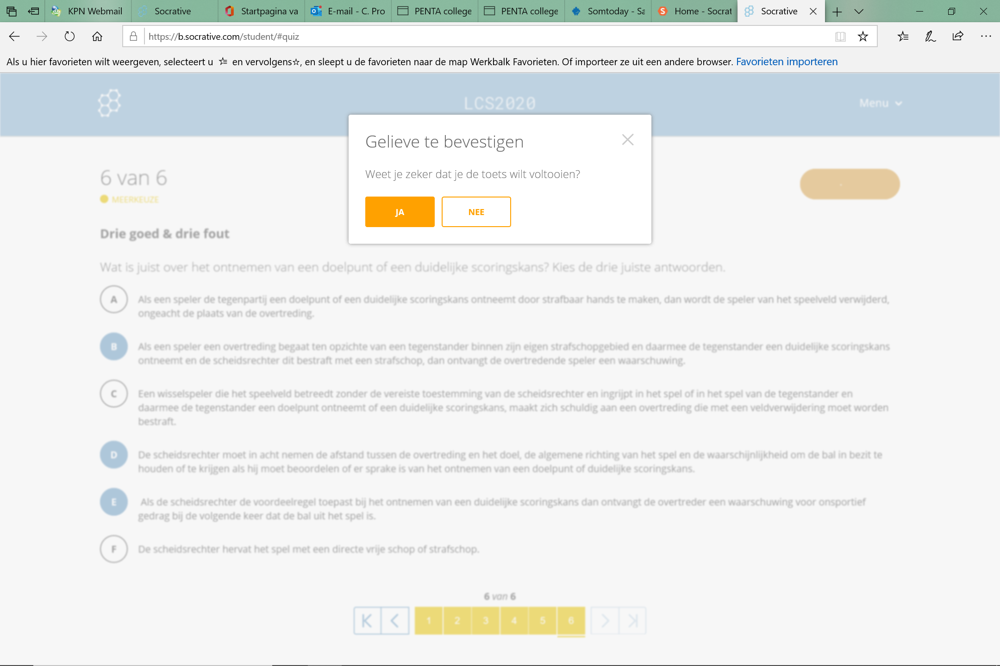 KPN Webmail
Socrative
Startpagina va
E-mail - C. Pro
PENTA college
PENTA college
Somtoday - Sa
Home - Socrat
Socrative
https://b.socrative.com/student/#quiz
Als u hier favorieten wilt weergeven, selecteert u en vervolgens☆, en sleept u de favorieten naar de map Werkbalk Favorieten. Of importeer ze uit een andere browser. Favorieten importeren
LCS2020
Menu
Gelieve te bevestigen
Weet je zeker dat je de toets wilt voltooien?
JA
NEE
6 van 6
MEERKEUZE
Drie goed & drie fout
Wat is juist over het ontnemen van een doelpunt of een duidelijke scoringskans? Kies de drie juiste antwoorden.
A Als een speler de tegenpartij een doelpunt of een duidelijke scoringskans ontneemt door strafbaar hands te maken, dan wordt de speler van het speelveld verwijderd,
ongeacht de plaats van de overtreding.
B Als een speler een overtreding begaat ten opzichte van een tegenstander binnen zijn eigen strafschopgebied en daarmee de tegenstander een duidelijke scoringskans
ontneemt en de scheidsrechter dit bestraft met een strafschop, dan ontvangt de overtredende speler een waarschuwing.
C Een wisselspeler die het speelveld betreedt zonder de vereiste toestemming van de scheidsrechter en ingrijpt in het spel of in het spel van de tegenstander en
daarmee de tegenstander een doelpunt ontneemt of een duidelijke scoringskans, maakt zich schuldig aan een overtreding die met een veldverwijdering moet worden
bestraft.
D De scheidsrechter moet in acht nemen de afstand tussen de overtreding en het doel, de algemene richting van het spel en de waarschijnlijkheid om de bal in bezit te
houden of te krijgen als hij moet beoordelen of er sprake is van het ontnemen van een doelpunt of duidelijke scoringskans.
E Als de scheidsrechter de voordeelregel toepast bij het ontnemen van een duidelijke scoringskans dan ontvangt de overtreder een waarschuwing voor onsportief
gedrag bij de volgende keer dat de bal uit het spel is.
F De scheidsrechter hervat het spel met een directe vrije schop of strafschop.
6 van 6
1 2 3 4 5 6